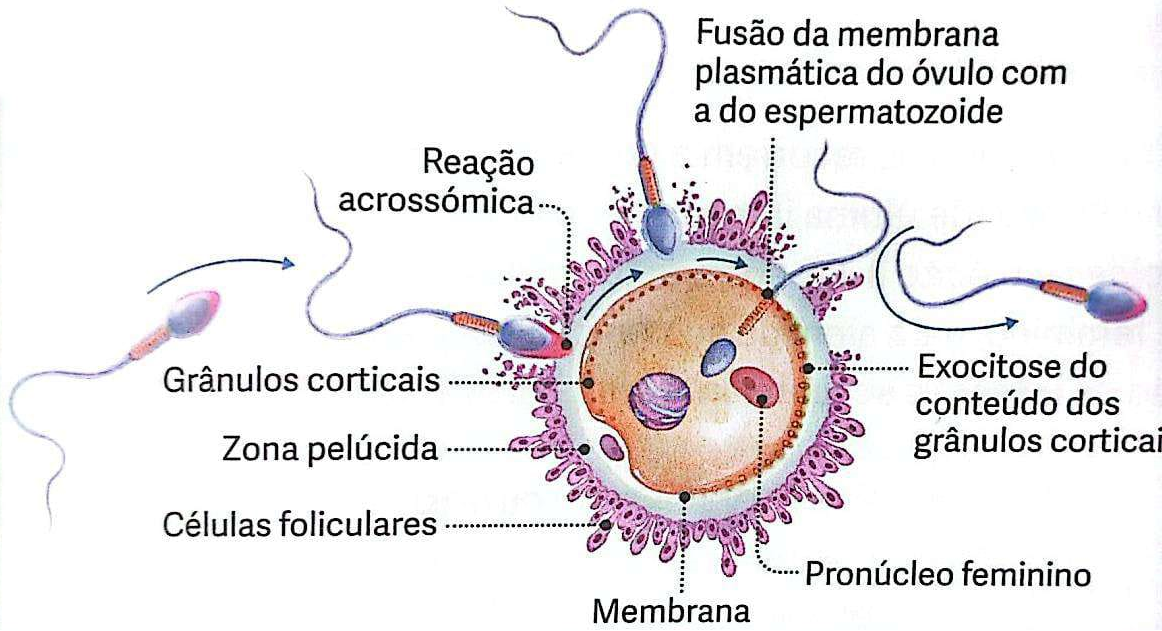 Fusão da membrana
plasmática do óvulo com
a do espermatozoide
Reação
acrossómica
Grânulos corticais
Zona pelúcida
Células foliculares
Exocitose do
conteúdo dos
grânulos corticai
Pronúcleo feminino
Membrana